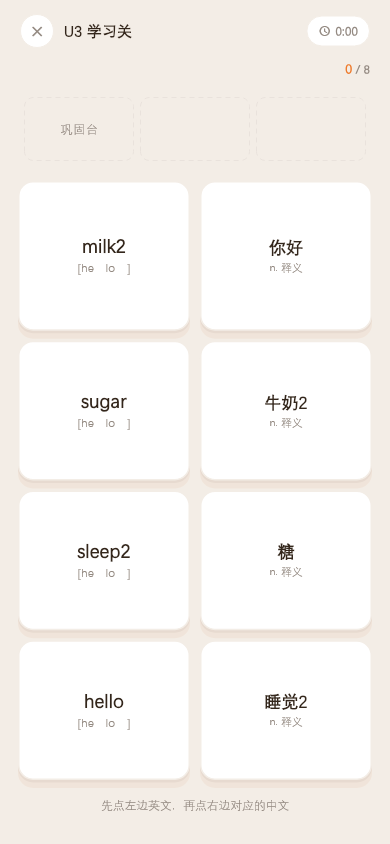 U3 学习关
0:00
0 / 8
巩固台
milk2
[he lo ]
你好
n. 释义
sugar
[he lo ]
牛奶2
n. 释义
sleep2
[he lo ]
糖
n. 释义
hello
[he lo ]
睡觉2
n. 释义
先点左边英文，再点右边对应的中文